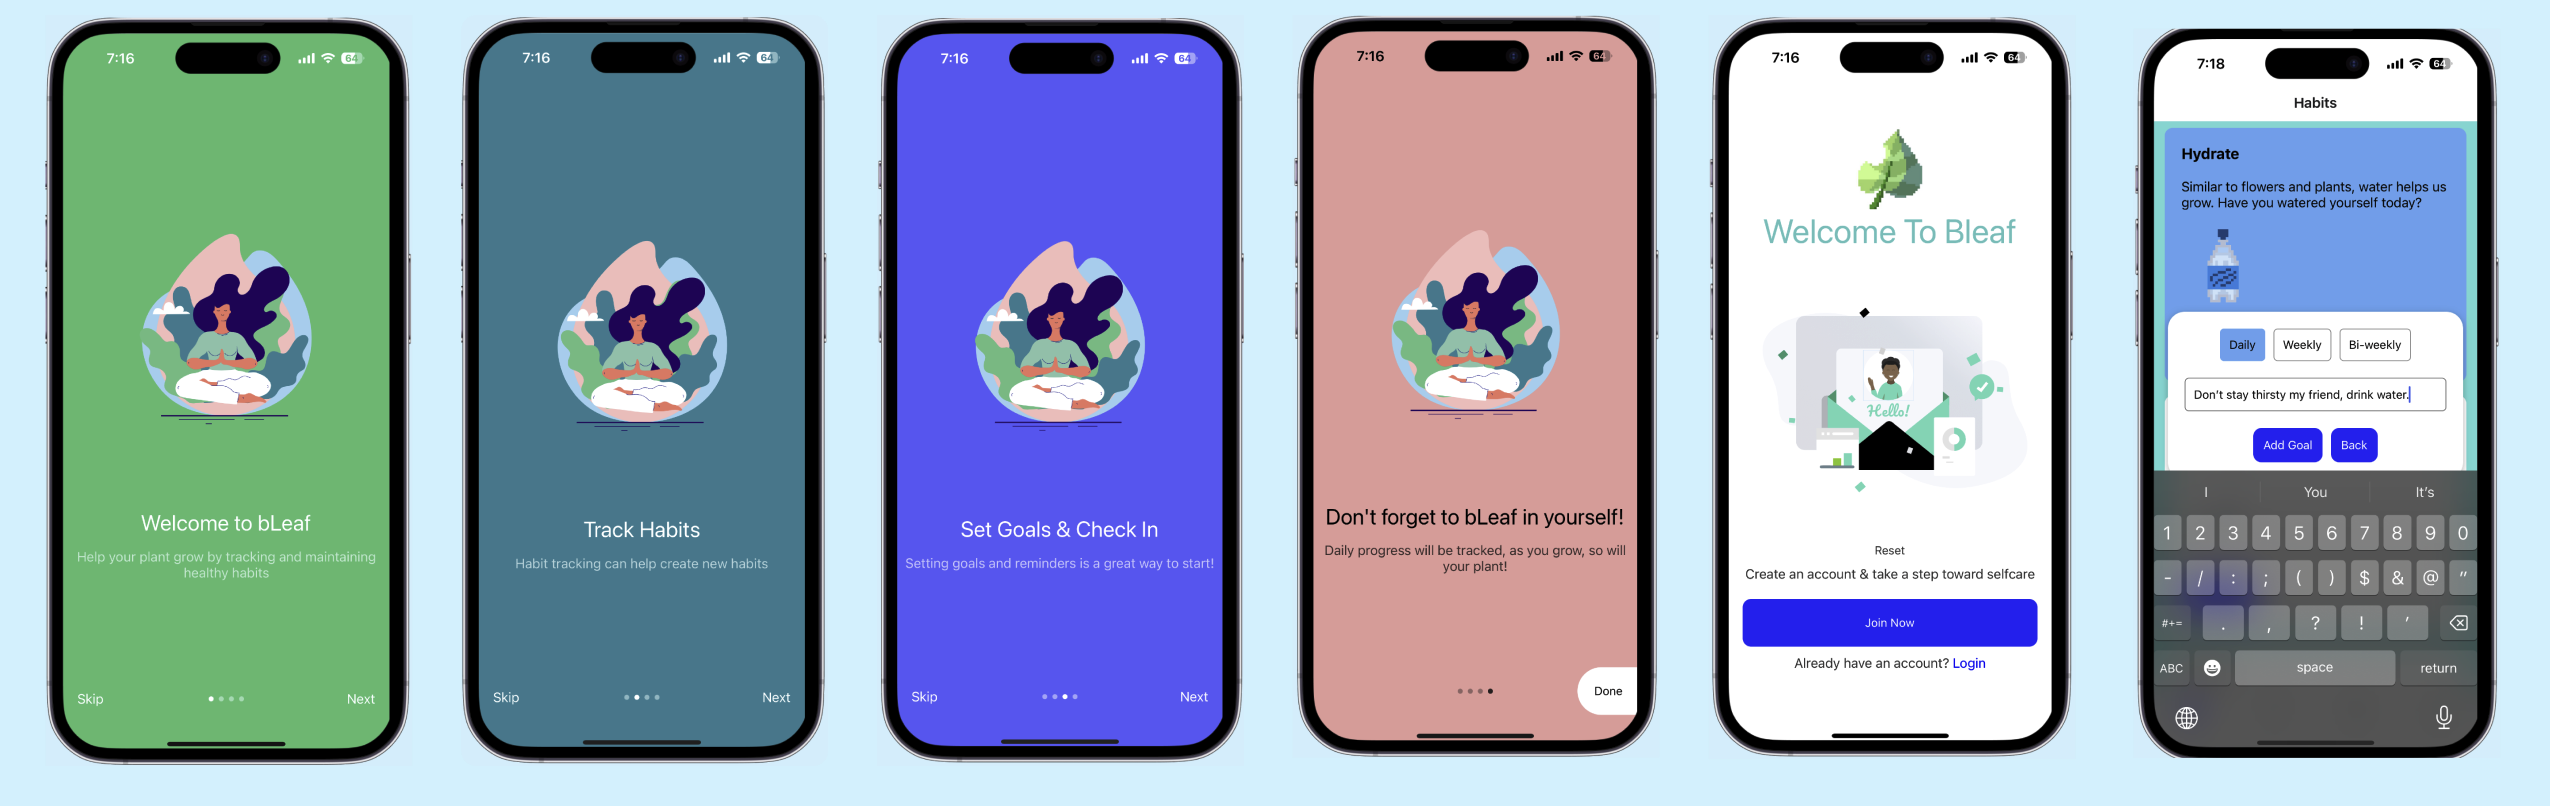 7:16
64
Welcome to bLeaf
Help your plant grow by tracking and maintaining
healthy habits
Skip
Next
7:16
64
Track Habits
Habit tracking can help create new habits
Skip
Next
7:16
64
Set Goals & Check In
Setting goals and reminders is a great way to start!
Skip
Next
7:16
64
Don't forget to bLeaf in yourself!
Daily progress will be tracked, as you grow, so will
your plant!
Done
7:16
64
Welcome To Bleaf
Hello!
Reset
Create an account & take a step toward selfcare
Join Now
Already have an account? Login
7:18
64
Habits
Hydrate
Similar to flowers and plants, water helps us
grow. Have you watered yourself today?
Daily Weekly Bi-weekly
Don't stay thirsty my friend, drink water.
Add Goal Back
I You It's
1 2 3 4 5 6 7 8 9 0
- / : ; ( ) $ & @ "
#+= . , ? ! '
ABC space return